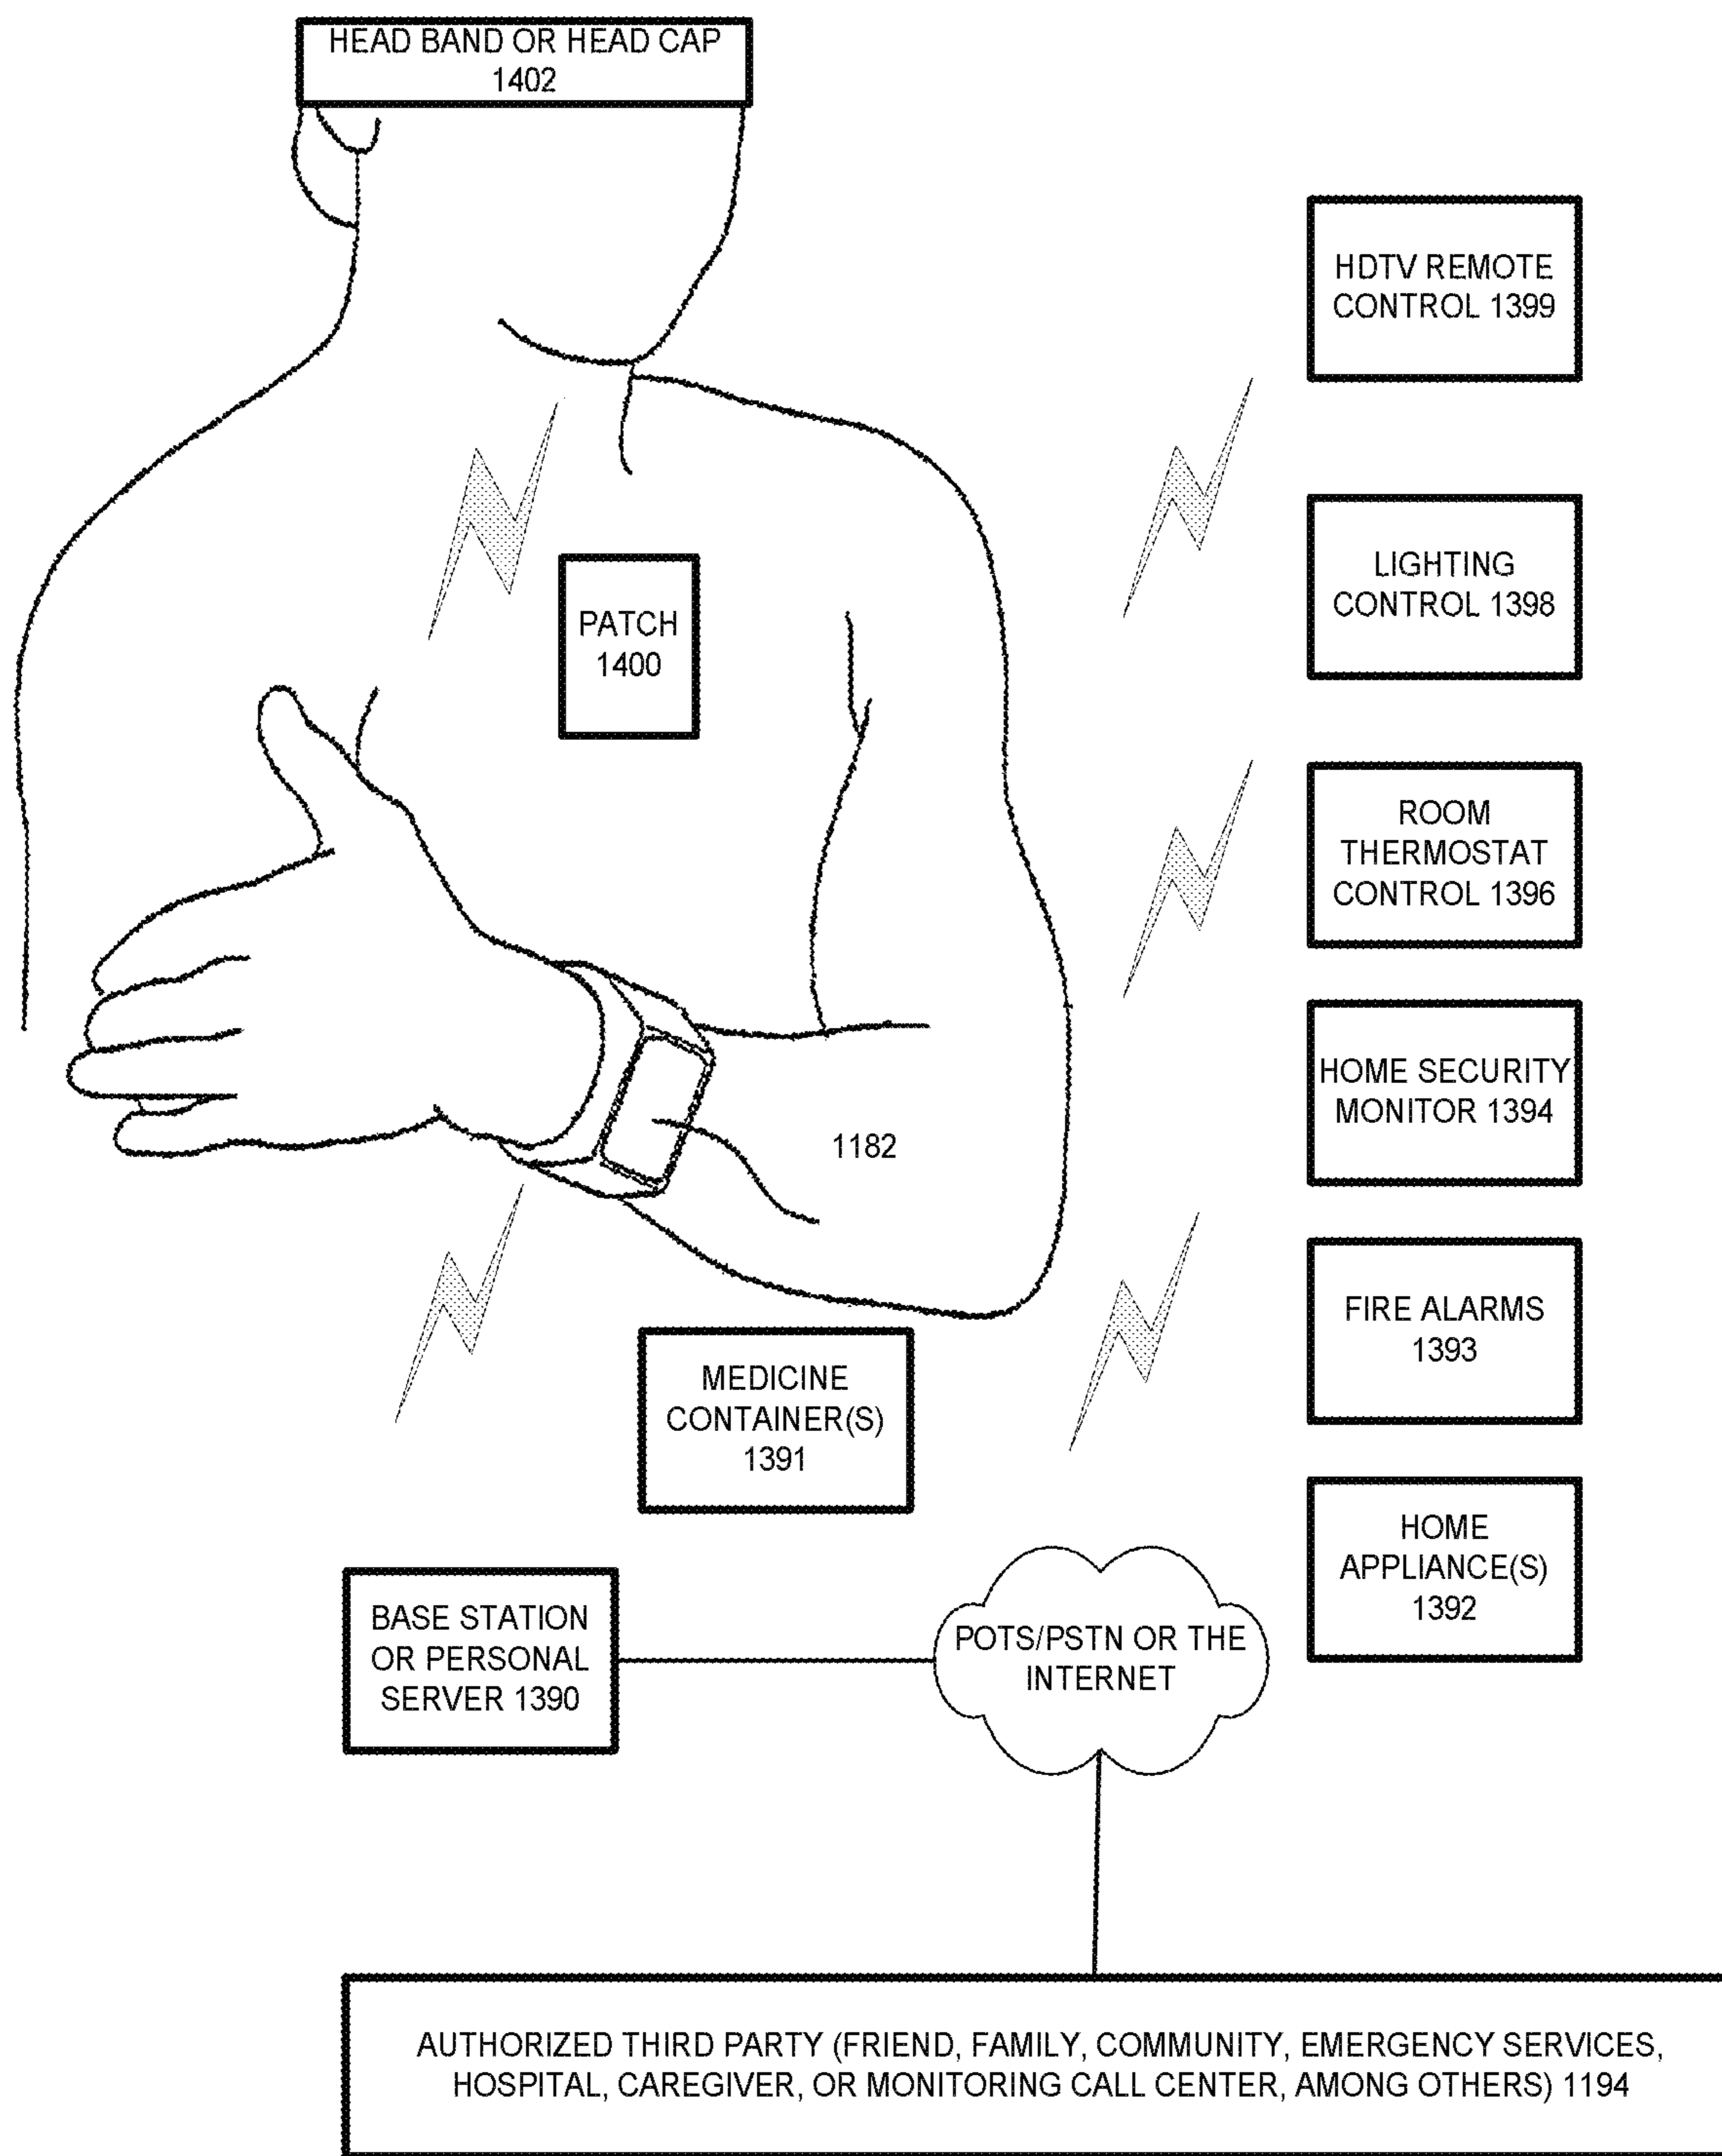 HEAD BAND OR HEAD CAP
1402
HDTV REMOTE
CONTROL 1399
LIGHTING
CONTROL 1398
PATCH
1400
ROOM
THERMOSTAT
CONTROL 1396
HOME SECURITY
MONITOR 1394
1182
FIRE ALARMS
1393
MEDICINE
CONTAINER(S)
1391
HOME
APPLIANCE(S)
1392
BASE STATION
OR PERSONAL
SERVER 1390
POTS/PSTN OR THE
INTERNET
AUTHORIZED THIRD PARTY (FRIEND, FAMILY, COMMUNITY, EMERGENCY SERVICES,
HOSPITAL, CAREGIVER, OR MONITORING CALL CENTER, AMONG OTHERS) 1194